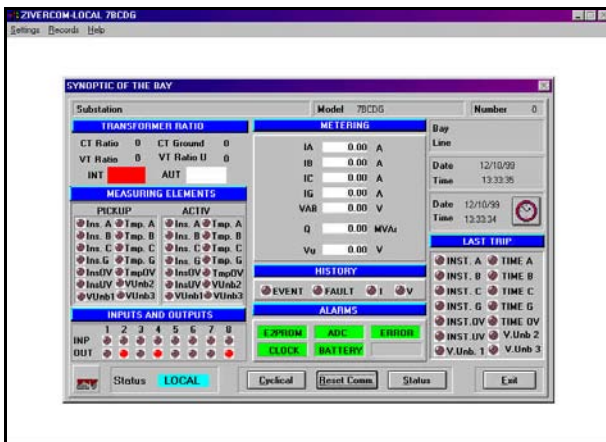 ZIVERCOM-LOCAL 7BCDG
Settings Records Help
SYNOPTIC OF THE BAY
Substation Model 7BCDG Number 0
TRANSFORMER RATIO
CT Ratio 0 CT Ground 0
VT Ratio 0 VT Ratio U 0
INT AUT
MEASURING ELEMENTS
PICKUP ACTIV
Ins. A Tmp. A Ins. A Tmp. A
Ins. B Tmp. B Ins. B Tmp. B
Ins. C Tmp. C Ins. C Tmp. C
Ins. G Tmp. G Ins. G Tmp. G
InsOV TmpOV InsOV TmpOV
InsUV VUnb2 InsUV VUnb2
VUnb1 VUnb3 VUnb1 VUnb3
INPUTS AND OUTPUTS
1 2 3 4 5 6 7 8
INP
OUT
METERING
IA 0.00 A
IB 0.00 A
IC 0.00 A
IG 0.00 A
VAB 0.00 V
Q 0.00 MVAr
Vu 0.00 V
HISTORY
EVENT FAULT I V
ALARMS
E2PROM ADC ERROR
CLOCK BATTERY
Bay
Line
Date 12/10/99
Time 13:33:35
Date 12/10/99
Time 13:33:34
LAST TRIP
INST. A TIME A
INST. B TIME B
INST. C TIME C
INST. G TIME G
INST.OV TIME OV
INST.UV V.Unb 2
V.Unb. 1 V.Unb 3
Status LOCAL Cyclical Reset Comm. Status Exit